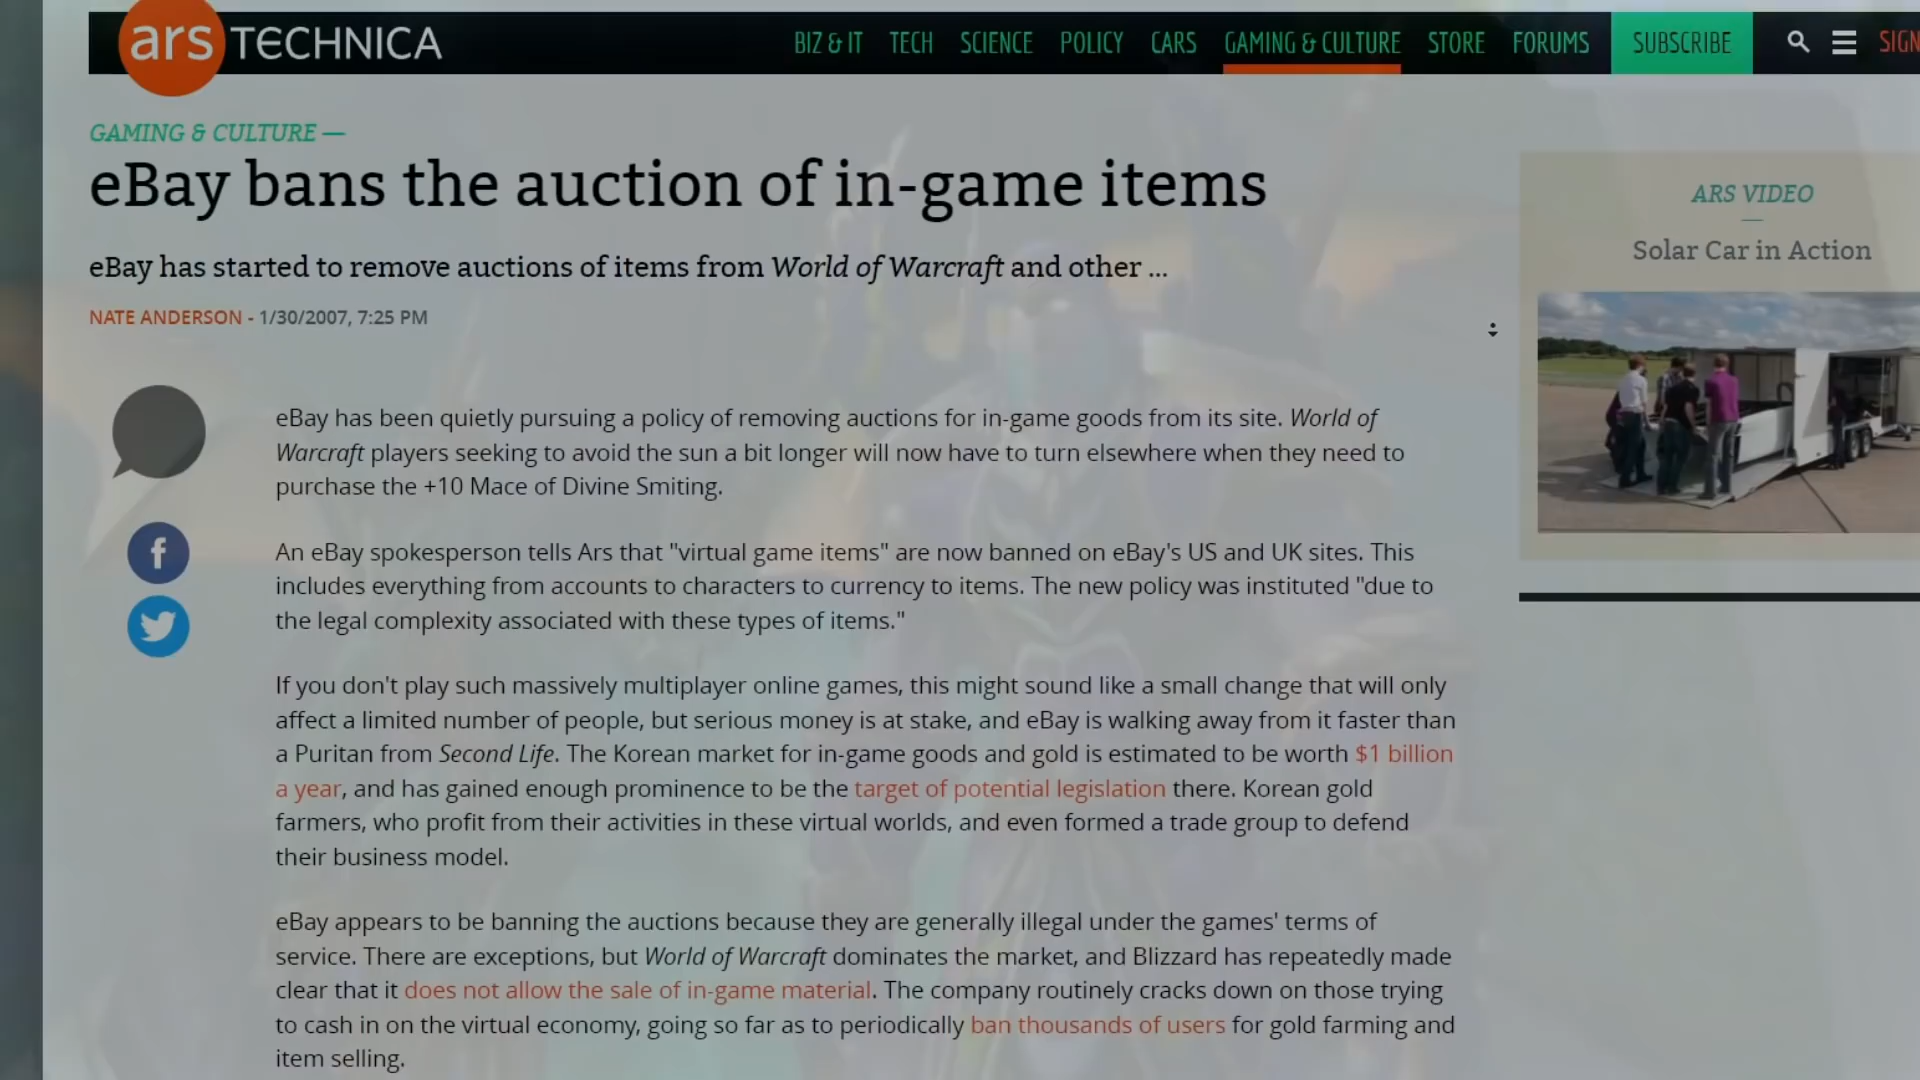 ars TECHNICA
BIZ & IT TECH SCIENCE POLICY CARS GAMING & CULTURE STORE FORUMS SUBSCRIBE SIGN
GAMING & CULTURE —
eBay bans the auction of in-game items
eBay has started to remove auctions of items from World of Warcraft and other ...
NATE ANDERSON - 1/30/2007, 7:25 PM
ARS VIDEO
Solar Car in Action
eBay has been quietly pursuing a policy of removing auctions for in-game goods from its site. World of
Warcraft players seeking to avoid the sun a bit longer will now have to turn elsewhere when they need to
purchase the +10 Mace of Divine Smiting.
An eBay spokesperson tells Ars that "virtual game items" are now banned on eBay's US and UK sites. This
includes everything from accounts to characters to currency to items. The new policy was instituted "due to
the legal complexity associated with these types of items."
If you don't play such massively multiplayer online games, this might sound like a small change that will only
affect a limited number of people, but serious money is at stake, and eBay is walking away from it faster than
a Puritan from Second Life. The Korean market for in-game goods and gold is estimated to be worth $1 billion
a year, and has gained enough prominence to be the target of potential legislation there. Korean gold
farmers, who profit from their activities in these virtual worlds, and even formed a trade group to defend
their business model.
eBay appears to be banning the auctions because they are generally illegal under the games' terms of
service. There are exceptions, but World of Warcraft dominates the market, and Blizzard has repeatedly made
clear that it does not allow the sale of in-game material. The company routinely cracks down on those trying
to cash in on the virtual economy, going so far as to periodically ban thousands of users for gold farming and
item selling.